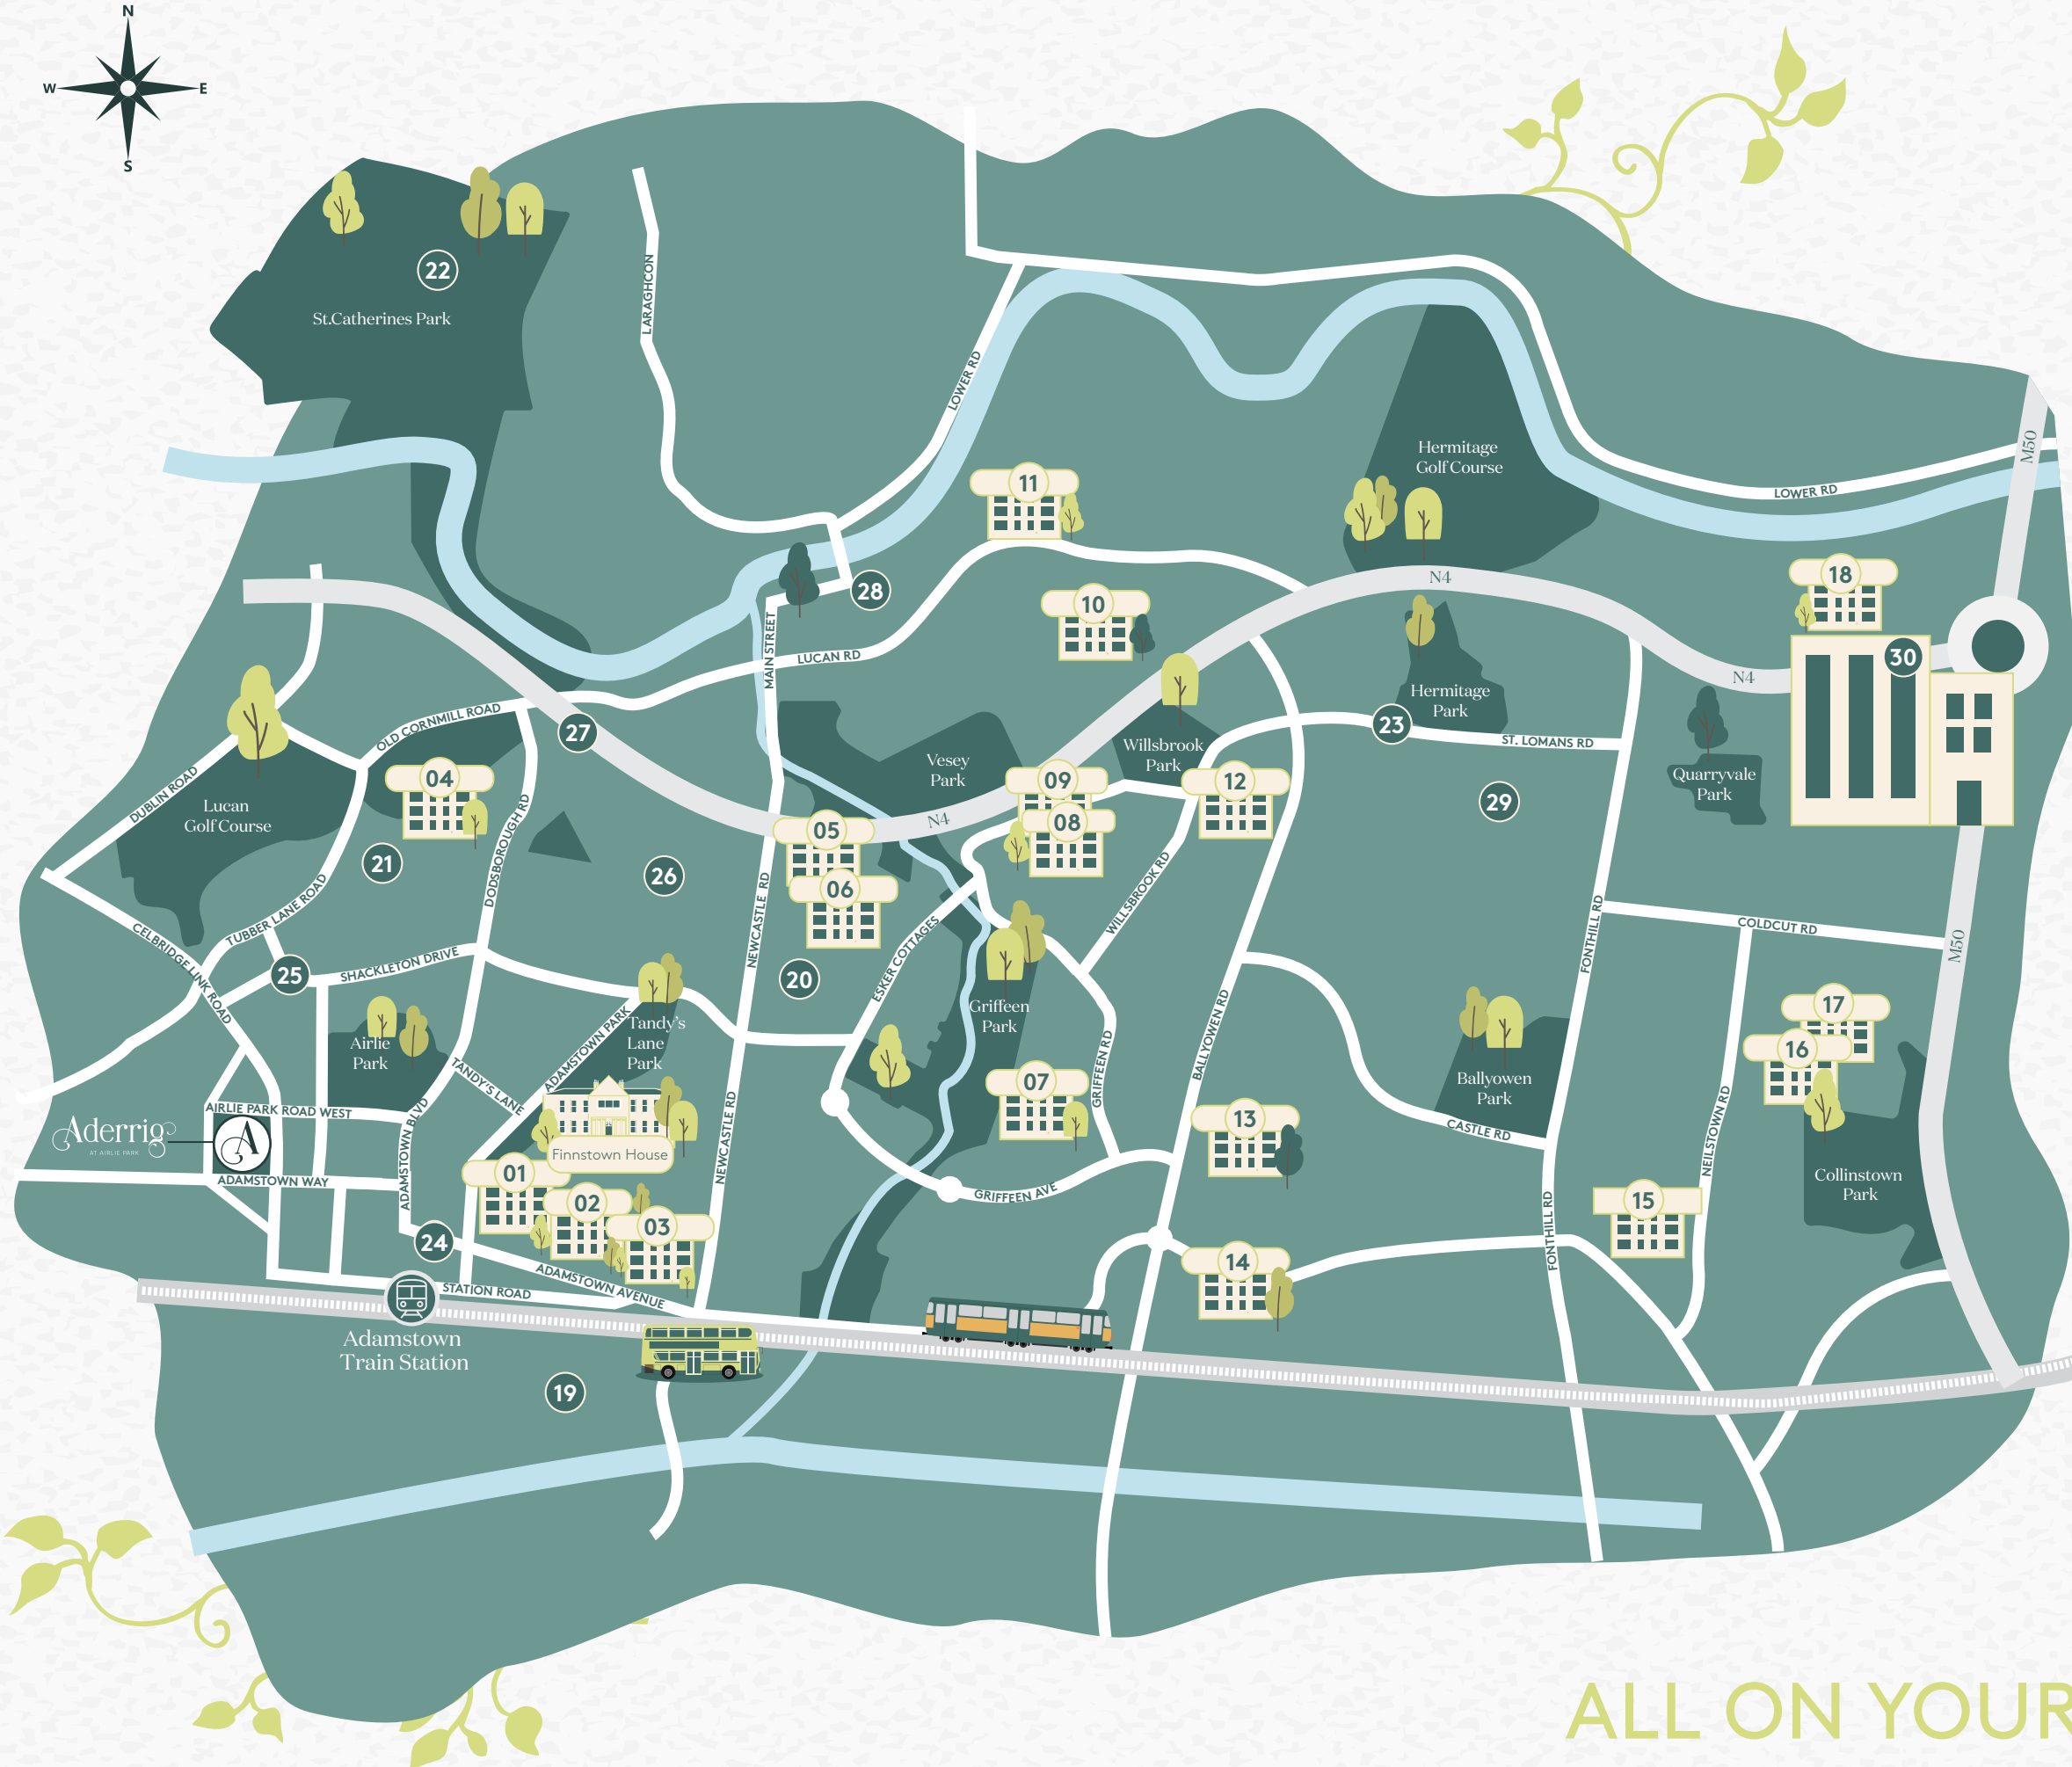 N
W
E
S
22
St.Catherines Park
LARAGHCON
LOWER RD
Hermitage
Golf Course
M50
LOWER RD
11
N4
18
28
10
MAIN STREET
LUCAN RD
30
N4
Hermitage
Park
23
ST. LOMANS RD
OLD CORNMILL ROAD
27
Willsbrook
Park
Vesey
Park
Quarryvale
Park
DUBLIN ROAD
Lucan
Golf Course
04
09
12
29
08
N4
05
21
26
06
DODSBOROUGH RD
NEWCASTLE RD
WILLSBROOK RD
TUBBER LANE ROAD
CELBRIDGE LINK ROAD
FONTHILL RD
COLDCUT RD
M50
ESKER COTTAGES
25
SHACKLETON DRIVE
20
Griffeen
Park
17
16
Airlie
Park
Tandy's
Lane
Park
ADAMSTOWN PARK
TANDY'S LANE
BALLYOWEN RD
GRIFFEEN RD
07
Ballyowen
Park
NEILSTOWN RD
AIRLIE PARK ROAD WEST
ADAMSTOWN BLVD
NEWCASTLE RD
13
CASTLE RD
Aderrig
AT AIRLIE PARK
A
Finnstown House
ADAMSTOWN WAY
01
GRIFFEEN AVE
Collinstown
Park
02
03
15
FONTHILL RD
24
14
ADAMSTOWN AVENUE
STATION ROAD
Adamstown
Train Station
19
ALL ON YOUR